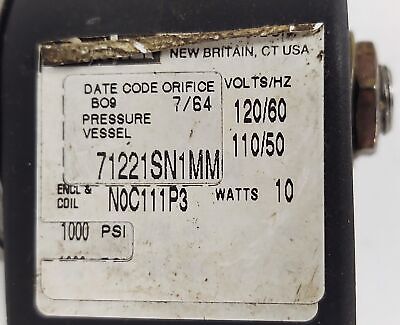 NEW BRITAIN, CT USA
DATE CODE ORIFICE VOLTS/HZ
B09 7/64 120/60
PRESSURE
VESSEL 110/50
71221SN1MM
ENCL &
COIL N0C111P3 WATTS 10
1000 PSI